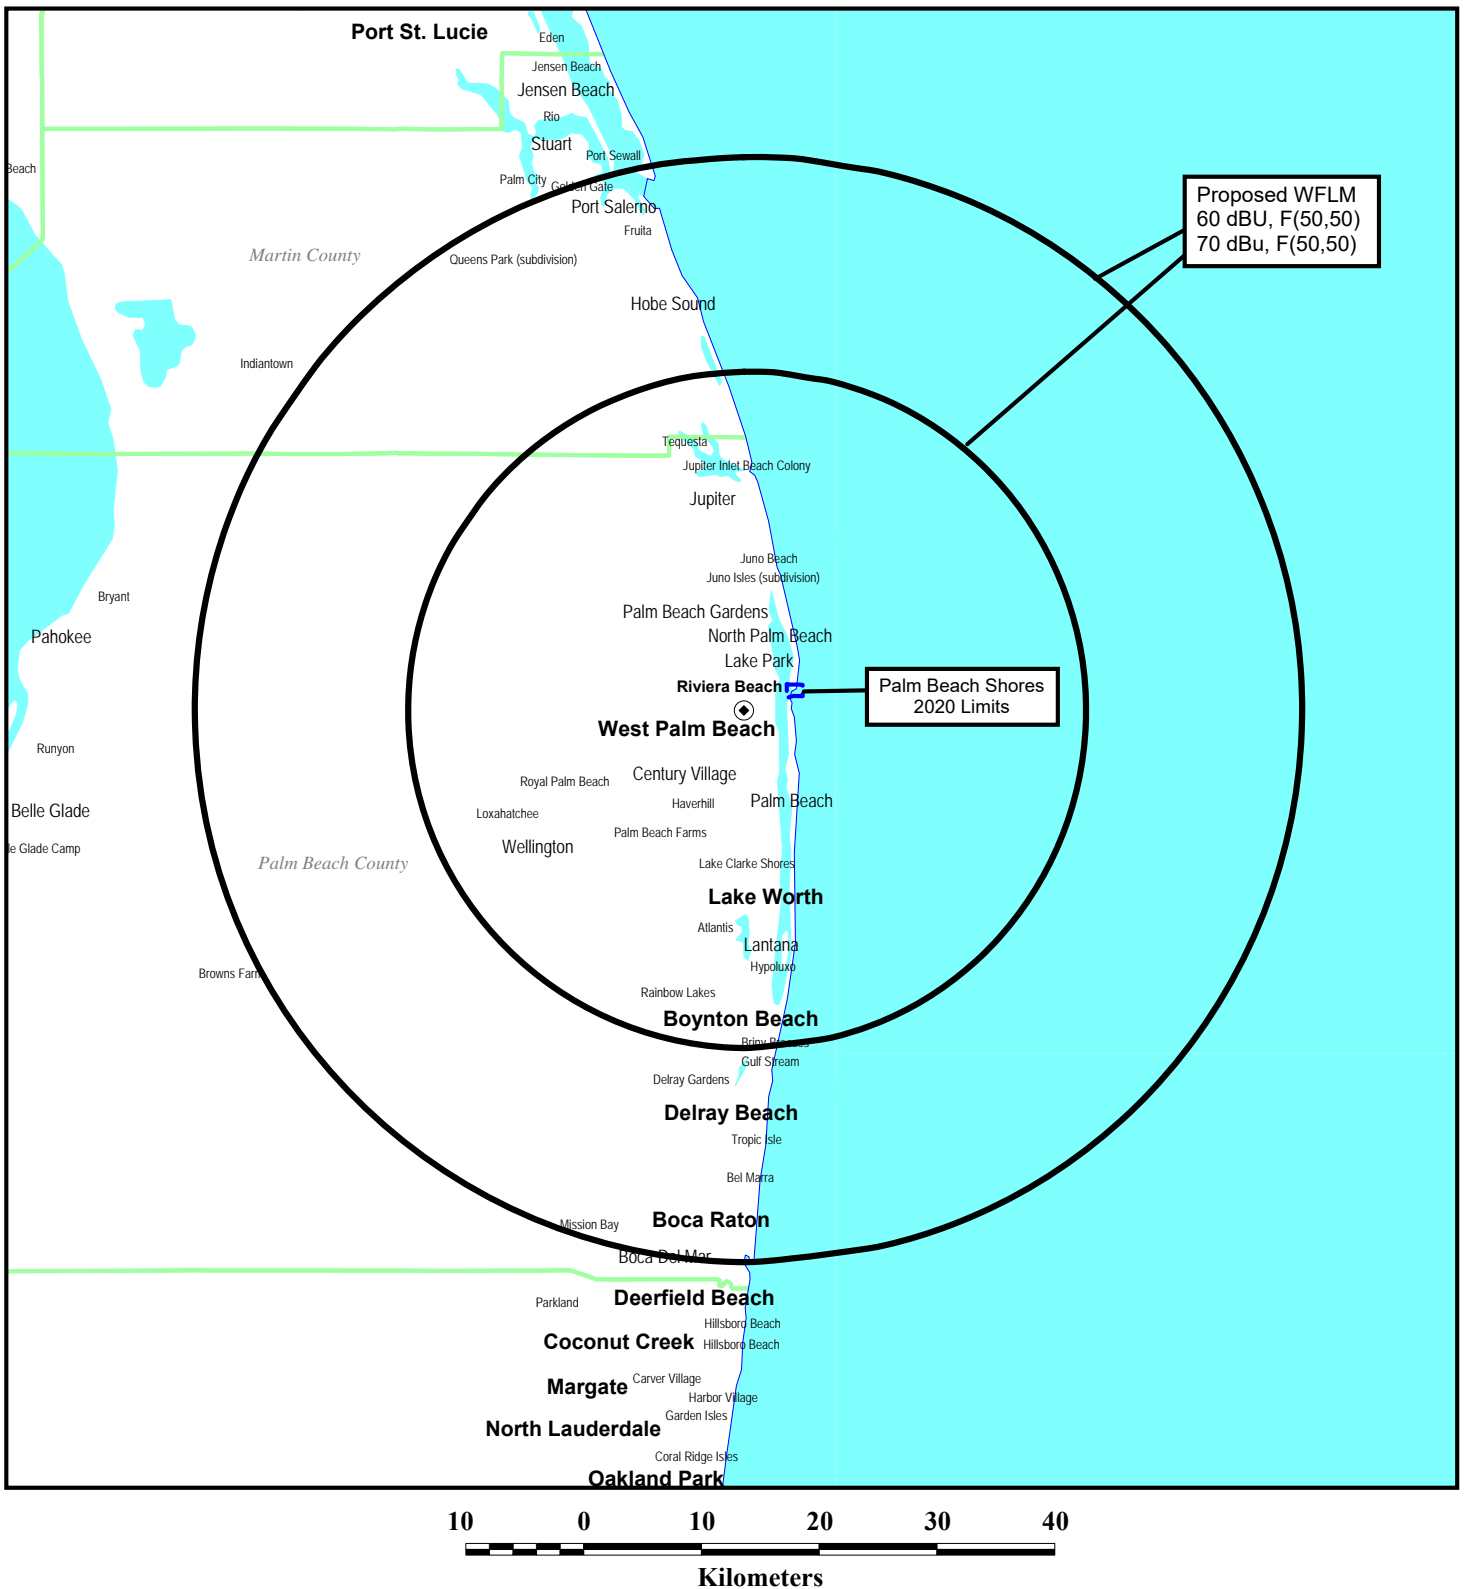 Port St. Lucie
Eden
Jensen Beach
Jensen Beach
Rio
Stuart
Port Sewall
Beach
Palm City
Golden Gate
Port Salerno
Fruita
Proposed WFLM
60 dBU, F(50,50)
70 dBu, F(50,50)
Martin County
Queens Park (subdivision)
Hobe Sound
Indiantown
Tequesta
Jupiter Inlet Beach Colony
Jupiter
Juno Beach
Juno Isles (subdivision)
Bryant
Palm Beach Gardens
Pahokee
North Palm Beach
Lake Park
Riviera Beach
Palm Beach Shores
2020 Limits
West Palm Beach
Runyon
Century Village
Royal Palm Beach
Haverhill
Palm Beach
Belle Glade
Loxahatchee
Palm Beach Farms
Wellington
le Glade Camp
Palm Beach County
Lake Clarke Shores
Lake Worth
Atlantis
Lantana
Hypoluxo
Browns Farm
Rainbow Lakes
Boynton Beach
Briny Breezes
Gulf Stream
Delray Gardens
Delray Beach
Tropic Isle
Bel Marra
Boca Raton
Mission Bay
Boca Del Mar
Deerfield Beach
Parkland
Hillsboro Beach
Coconut Creek
Hillsboro Beach
Carver Village
Margate
Harbor Village
Garden Isles
North Lauderdale
Coral Ridge Isles
Oakland Park
10 0 10 20 30 40
Kilometers